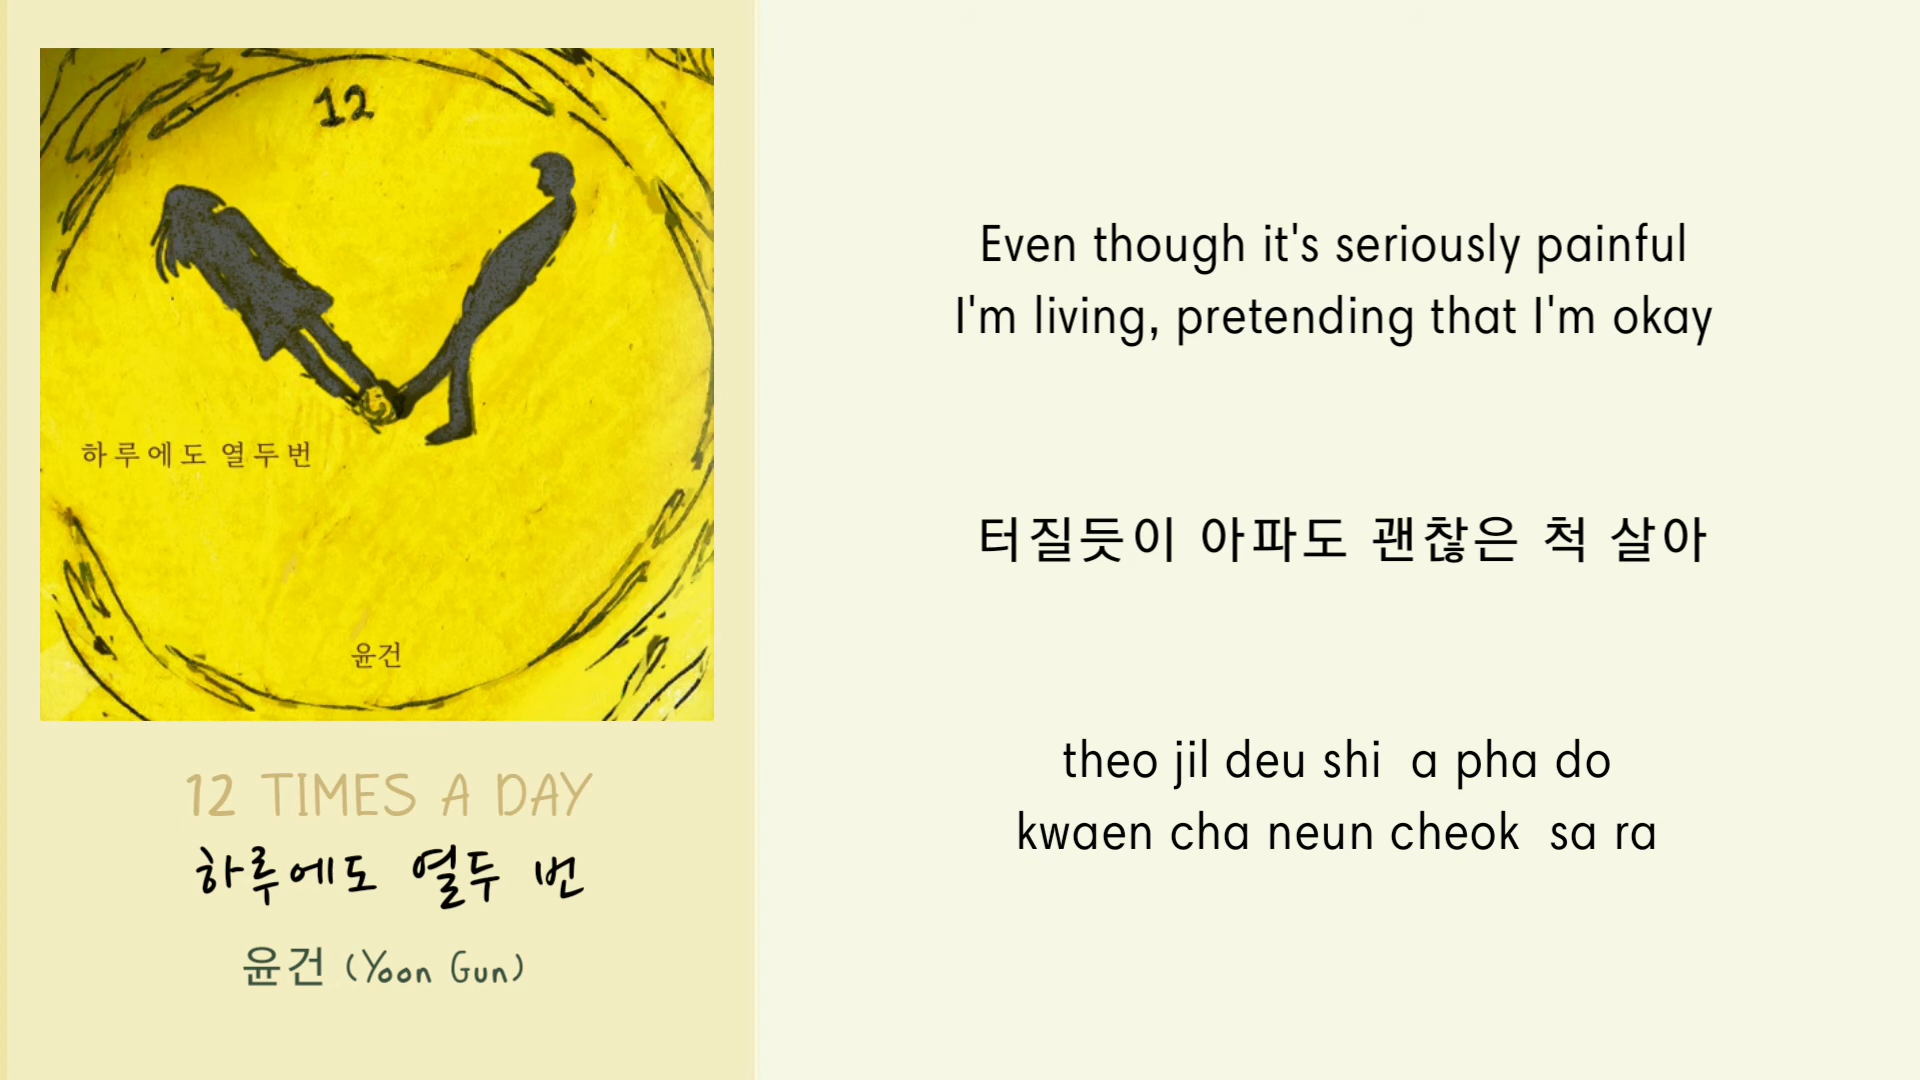 12
하루에도 열두번
윤건
12 TIMES A DAY
하루에도 열두 번
윤건 (Yoon Gun)
Even though it's seriously painful
I'm living, pretending that I'm okay
터질듯이 아파도 괜찮은 척 살아
theo jil deu shi a pha do
kwaen cha neun cheok sa ra